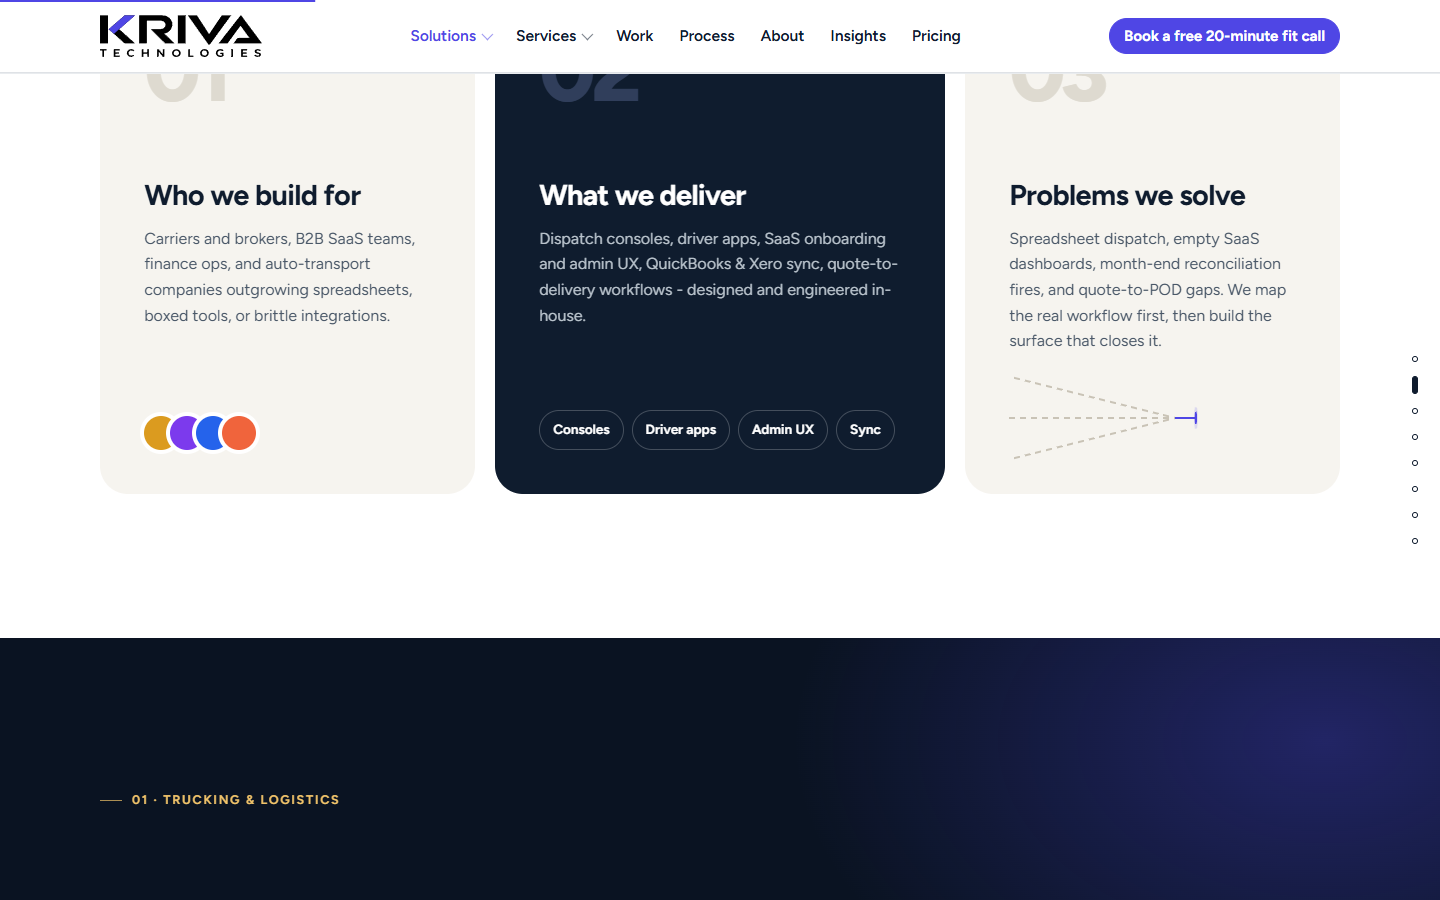 KRIVA
TECHNOLOGIES
Solutions
Services
Work
Process
About
Insights
Pricing
Book a free 20-minute fit call
01
02
03
Who we build for
Carriers and brokers, B2B SaaS teams,
finance ops, and auto-transport
companies outgrowing spreadsheets,
boxed tools, or brittle integrations.
What we deliver
Dispatch consoles, driver apps, SaaS onboarding
and admin UX, QuickBooks & Xero sync, quote-to-
delivery workflows - designed and engineered in-
house.
Consoles
Driver apps
Admin UX
Sync
Problems we solve
Spreadsheet dispatch, empty SaaS
dashboards, month-end reconciliation
fires, and quote-to-POD gaps. We map
the real workflow first, then build the
surface that closes it.
01 · TRUCKING & LOGISTICS